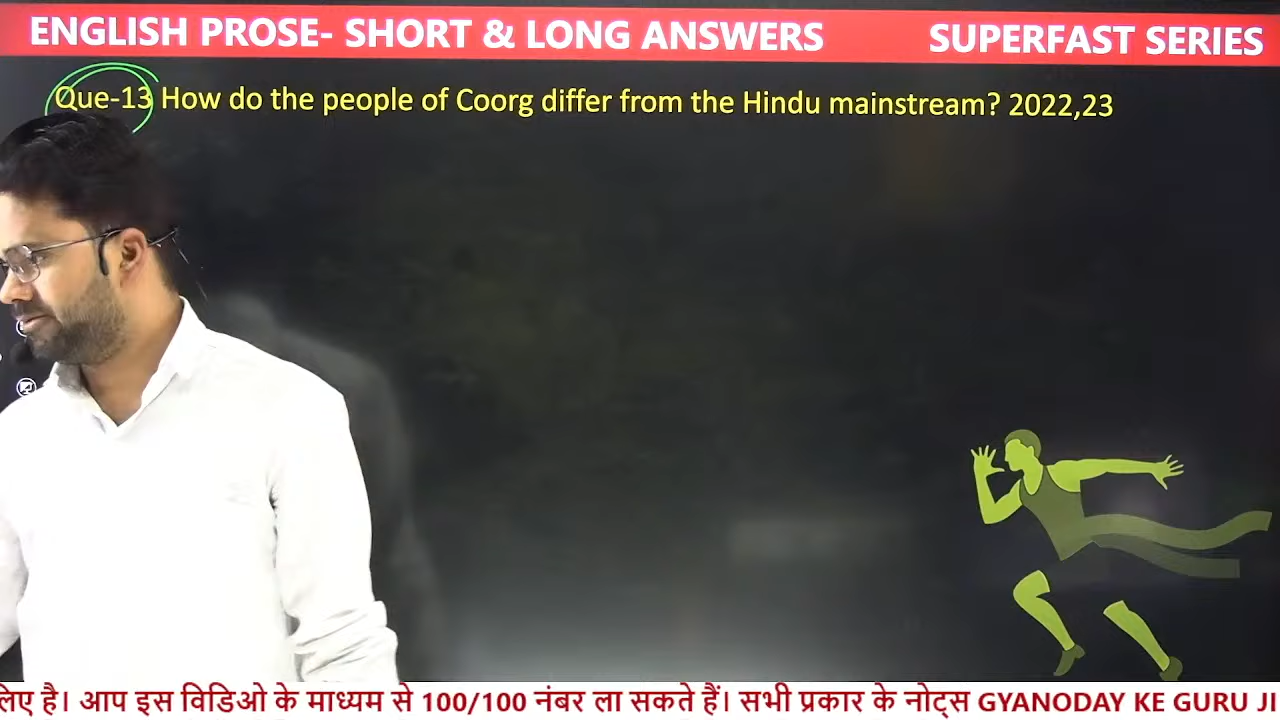 ENGLISH PROSE- SHORT & LONG ANSWERS SUPERFAST SERIES
Que-13 How do the people of Coorg differ from the Hindu mainstream? 2022,23
लिए है। आप इस विडिओ के माध्यम से 100/100 नंबर ला सकते हैं। सभी प्रकार के नोट्स GYANODAY KE GURU JI